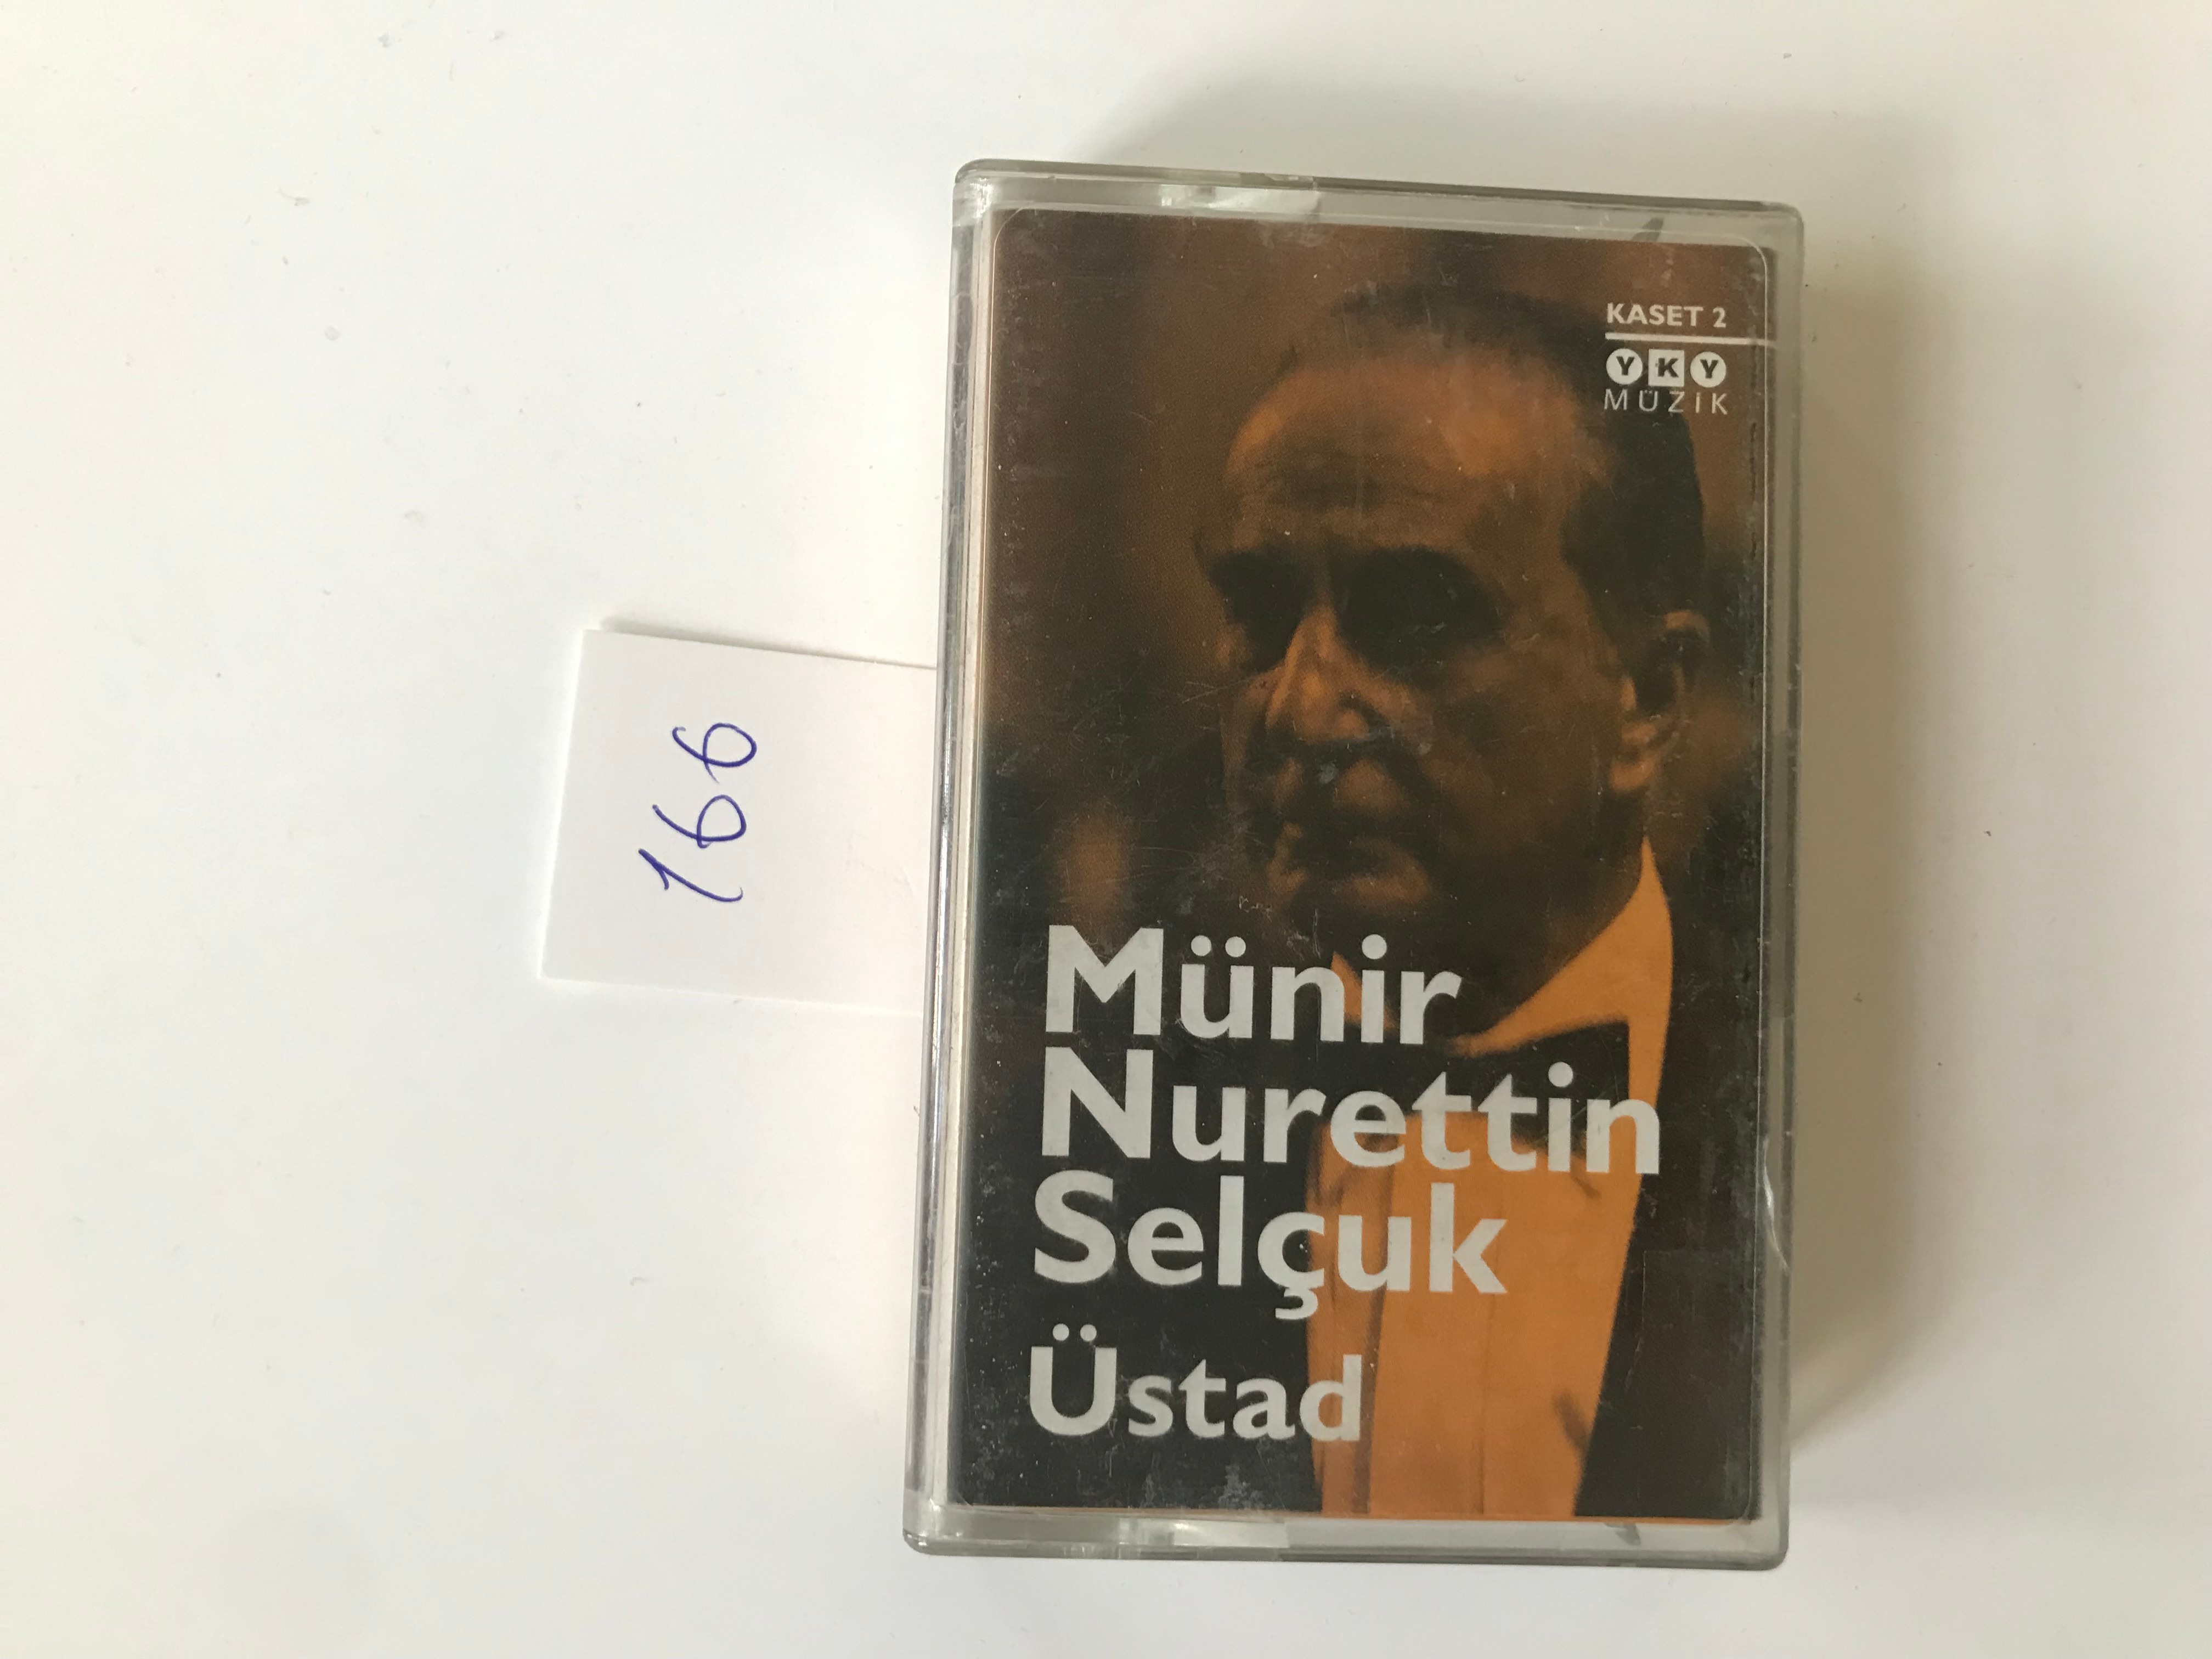 166
KASET 2
YKY
MÜZİK
Münir
Nurettin
Selçuk
Üstad